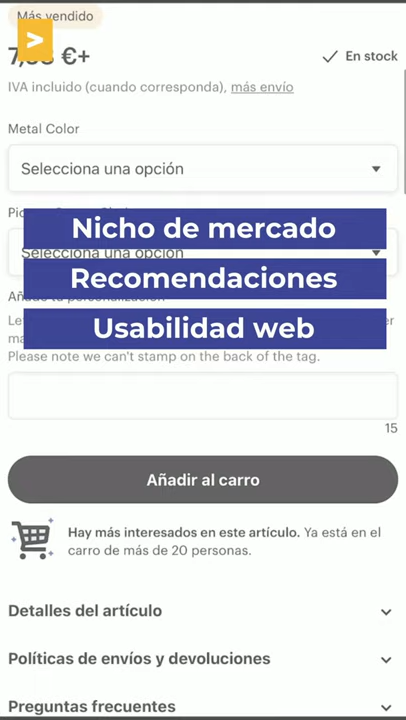 Más vendido
€+
En stock
IVA incluido (cuando corresponda), más envío
Metal Color
Selecciona una opción
Nicho de mercado
Selecciona una opción
Recomendaciones
Usabilidad web
Please note we can't stamp on the back of the tag.
15
Añadir al carro
Hay más interesados en este artículo. Ya está en el
carro de más de 20 personas.
Detalles del artículo
Políticas de envíos y devoluciones
Preguntas frecuentes